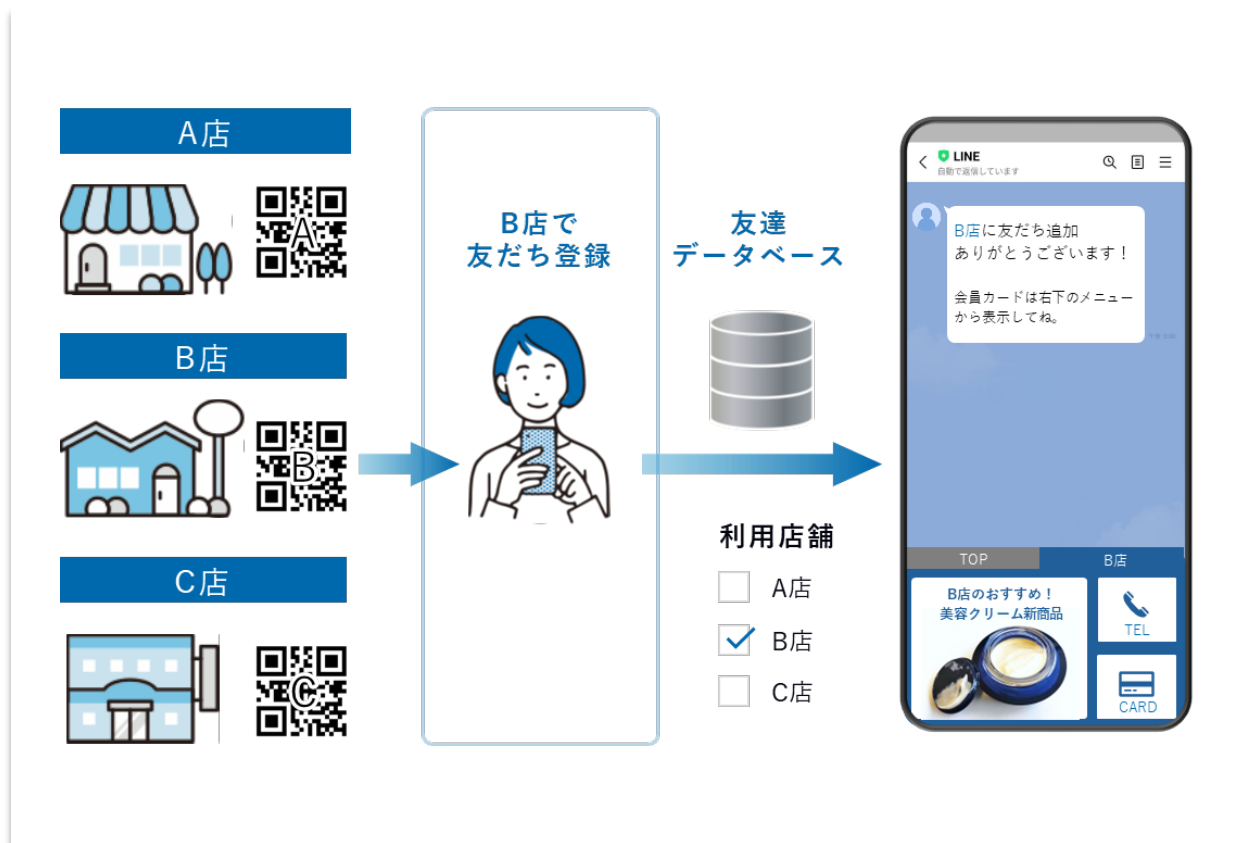 A店
A
B店
B
C店
C
B店で
友だち登録
友達
データベース
利用店舗
A店
B店
C店
LINE
自動で返信しています
B店に友だち追加
ありがとうございます！
会員カードは右下のメニュー
から表示してね。
TOP
B店
B店のおすすめ！
美容クリーム新商品
TEL
CARD